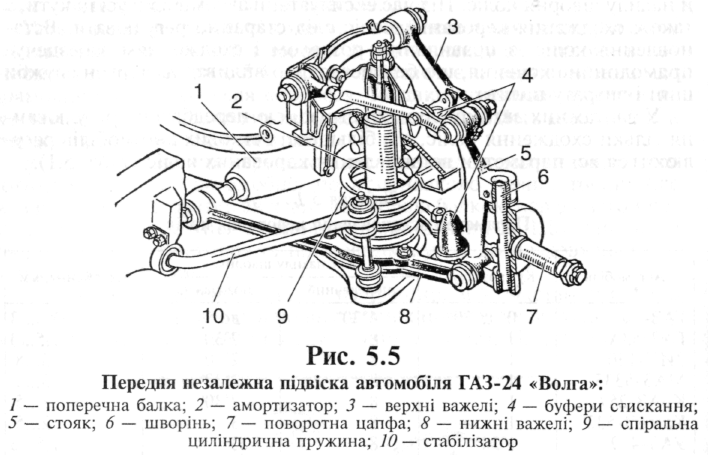 3
4
1
2
5
6
10
9
8
7
Рис. 5.5
Передня незалежна підвіска автомобіля ГАЗ-24 «Волга»:
1 — поперечна балка; 2 — амортизатор; 3 — верхні важелі; 4 — буфери стискання;
5 — стояк; 6 — шворінь; 7 — поворотна цапфа; 8 — нижні важелі; 9 — спіральна
циліндрична пружина; 10 — стабілізатор